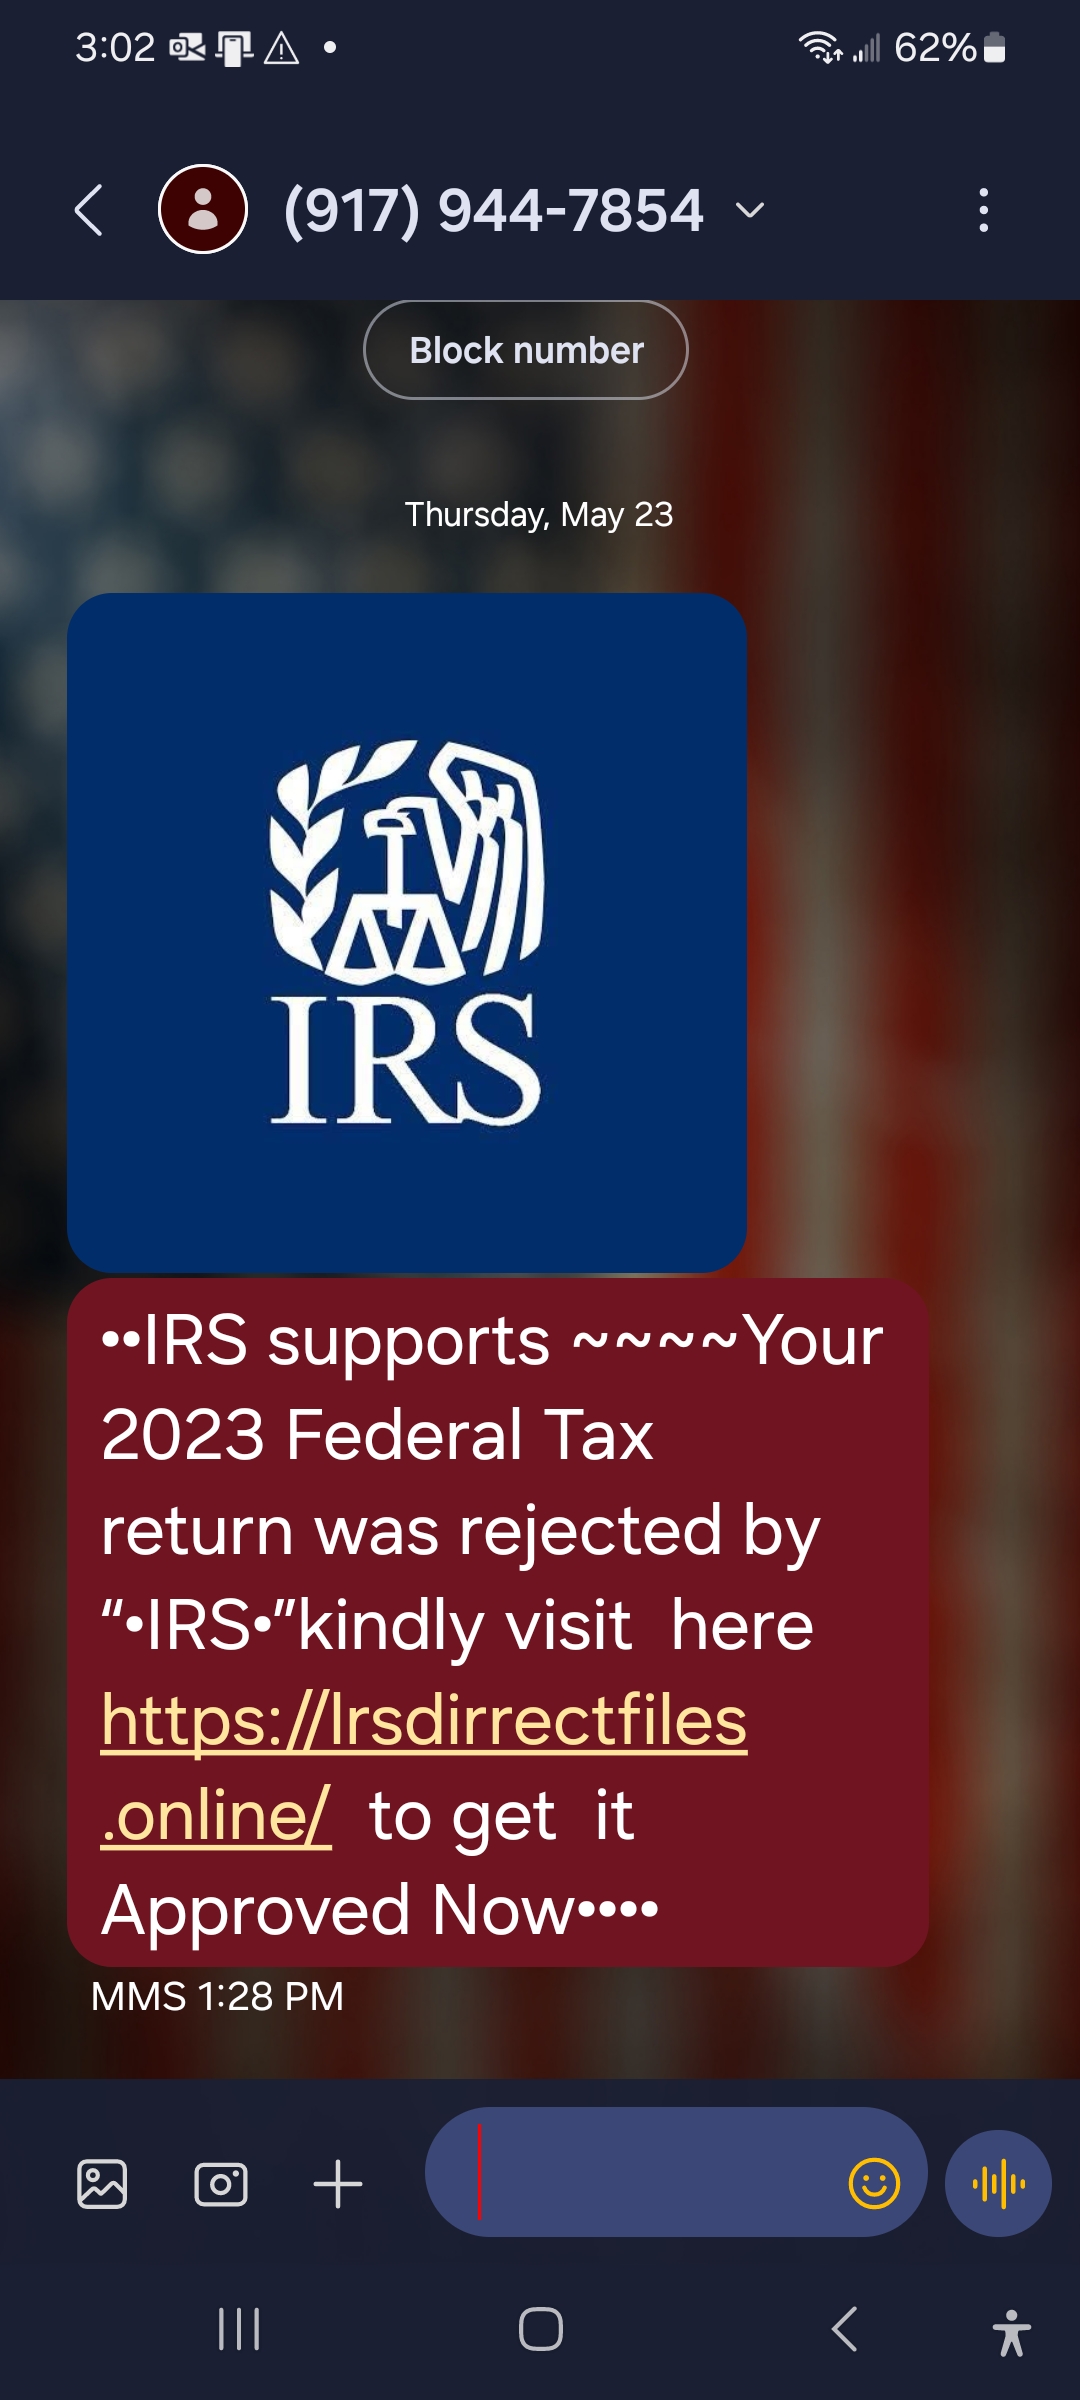 3:02
62%
(917) 944-7854
Block number
Thursday, May 23
IRS
••IRS supports ~~~~Your
2023 Federal Tax
return was rejected by
“•IRS•”kindly visit  here
https://lrsdirrectfiles
.online/  to get  it
Approved Now••••
MMS 1:28 PM